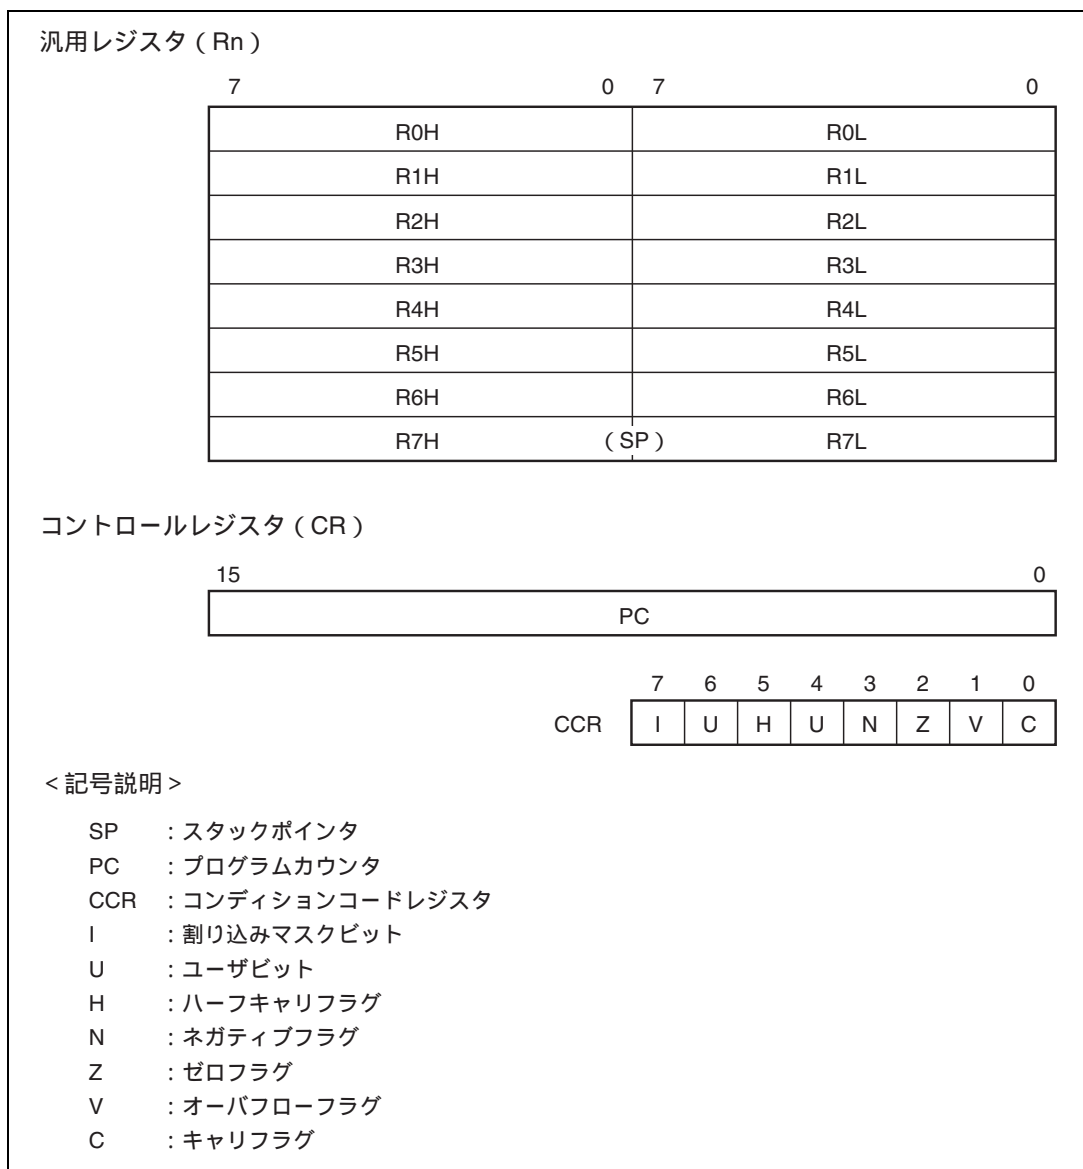 汎用レジスタ ( Rn )
7 0 7 0
R0H R0L
R1H R1L
R2H R2L
R3H R3L
R4H R4L
R5H R5L
R6H R6L
R7H ( SP ) R7L
コントロールレジスタ ( CR )
15 0
PC
7 6 5 4 3 2 1 0
CCR I U H U N Z V C
<記号説明>
SP :スタックポインタ
PC :プログラムカウンタ
CCR :コンディションコードレジスタ
I :割り込みマスクビット
U :ユーザビット
H :ハーフキャリフラグ
N :ネガティブフラグ
Z :ゼロフラグ
V :オーバフローフラグ
C :キャリフラグ